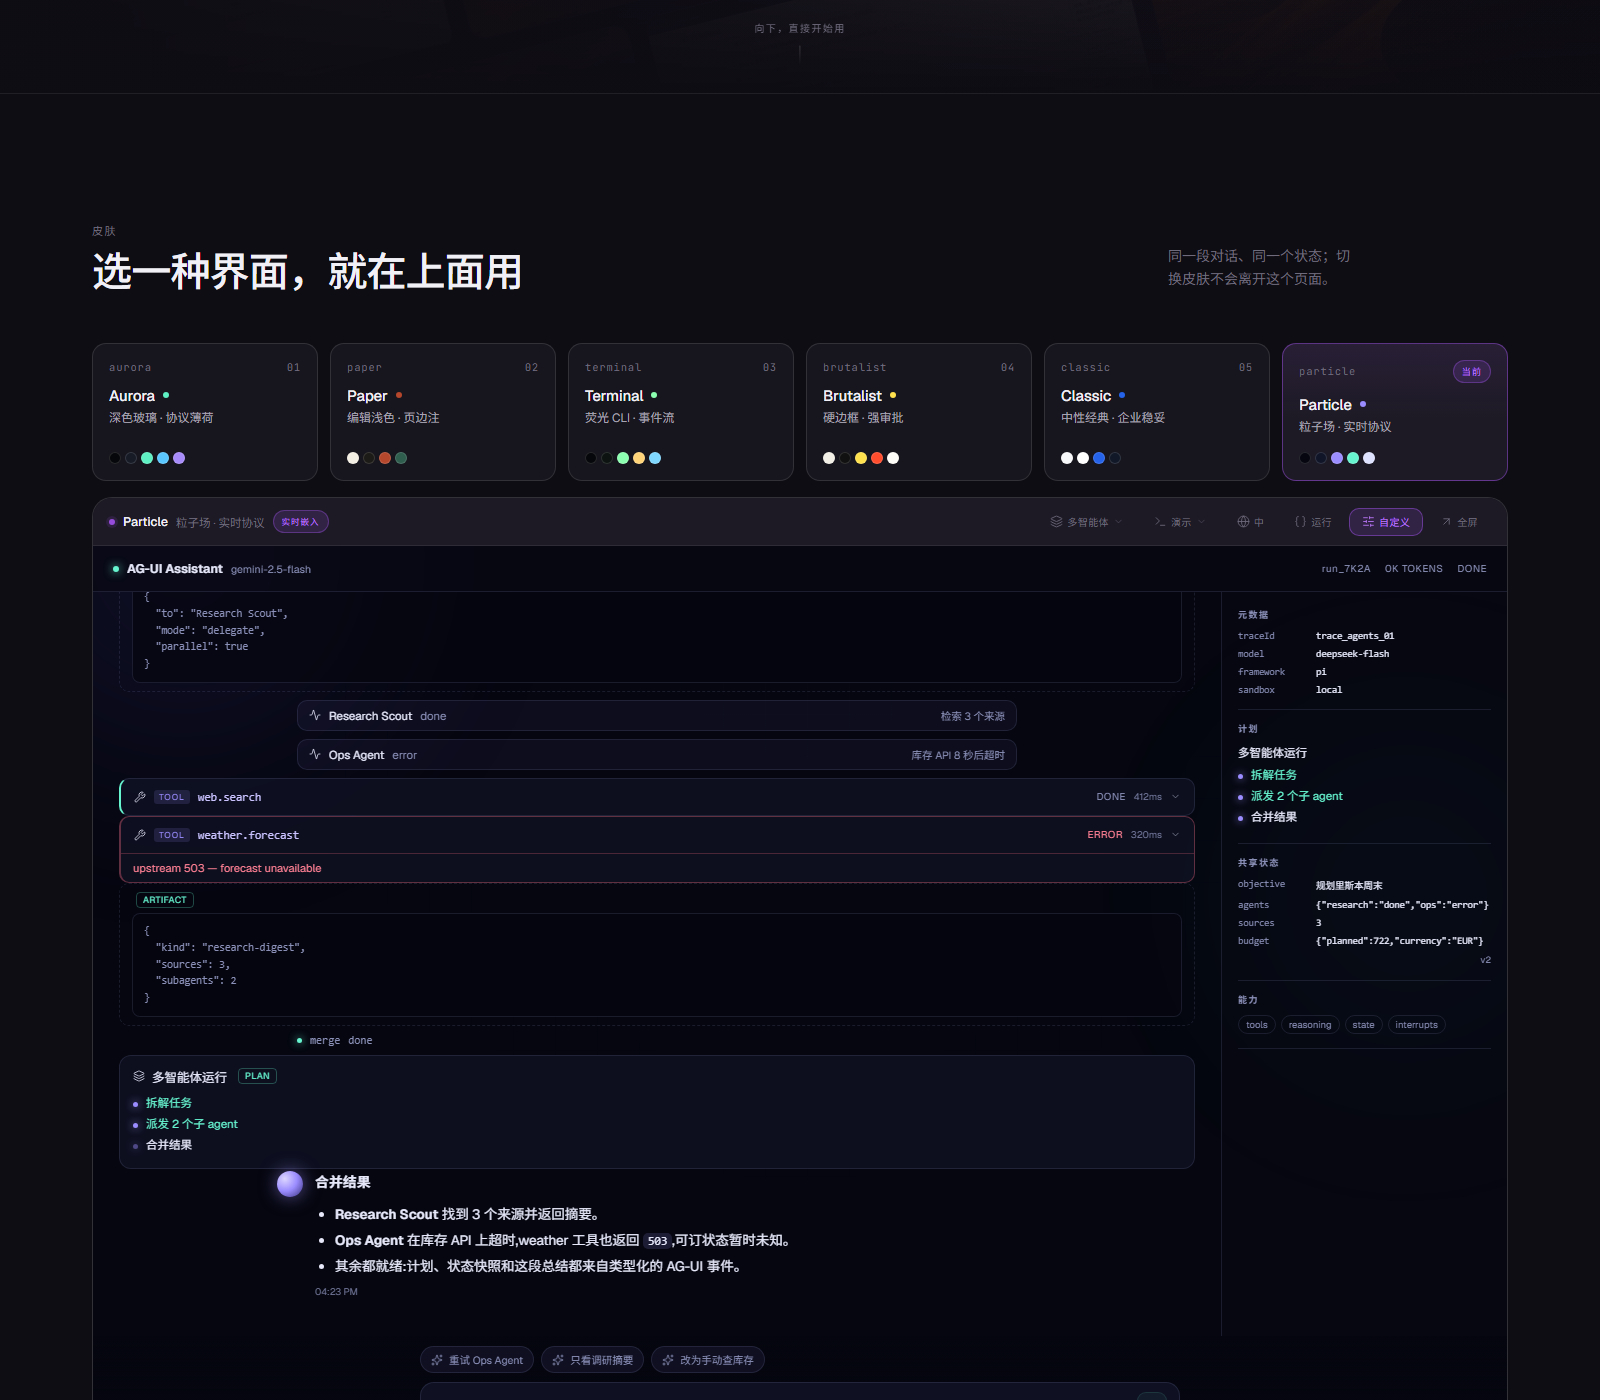 向下，直接开始用
皮肤
选一种界面，就在上面用
同一段对话、同一个状态；切
换皮肤不会离开这个页面。
aurora 01
Aurora
深色玻璃 · 协议薄荷
paper 02
Paper
编辑浅色 · 页边注
terminal 03
Terminal
荧光 CLI · 事件流
brutalist 04
Brutalist
硬边框 · 强审批
classic 05
Classic
中性经典 · 企业稳妥
particle 当前
Particle
粒子场 · 实时协议
Particle 粒子场 · 实时协议 实时嵌入
多智能体 演示 中 运行 自定义 全屏
AG-UI Assistant gemini-2.5-flash
run_7K2A 0K TOKENS DONE
{
"to": "Research Scout",
"mode": "delegate",
"parallel": true
}
Research Scout done 检索 3 个来源
Ops Agent error 库存 API 8 秒后超时
TOOL web.search DONE 412ms
TOOL weather.forecast ERROR 320ms
upstream 503 — forecast unavailable
ARTIFACT
{
"kind": "research-digest",
"sources": 3,
"subagents": 2
}
merge done
多智能体运行 PLAN
拆解任务
派发 2 个子 agent
合并结果
合并结果
Research Scout 找到 3 个来源并返回摘要。
Ops Agent 在库存 API 上超时,weather 工具也返回 503,可订状态暂时未知。
其余都就绪:计划、状态快照和这段总结都来自类型化的 AG-UI 事件。
04:23 PM
重试 Ops Agent 只看调研摘要 改为手动查库存
元数据
traceId trace_agents_01
model deepseek-flash
framework pi
sandbox local
计划
多智能体运行
拆解任务
派发 2 个子 agent
合并结果
共享状态
objective 规划里斯本周末
agents {"research":"done","ops":"error"}
sources 3
budget {"planned":722,"currency":"EUR"}
v2
能力
tools reasoning state interrupts